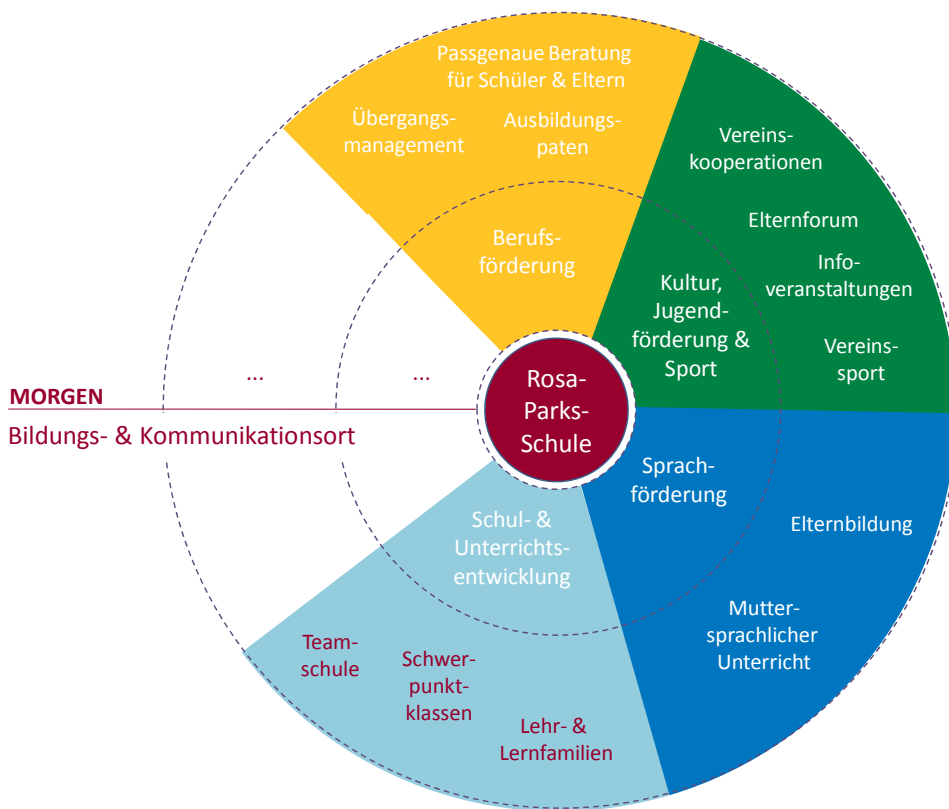 Passgenaue Beratung
für Schüler & Eltern
Übergangs-
management
Ausbildungs-
paten
Berufs-
förderung
Vereins-
kooperationen
Elternforum
Info-
veranstaltungen
Vereins-
sport
Kultur,
Jugend-
förderung &
Sport
...
...
MORGEN
Bildungs- & Kommunikationsort
Rosa-
Parks-
Schule
Sprach-
förderung
Elternbildung
Mutter-
sprachlicher
Unterricht
Schul- &
Unterrichts-
entwicklung
Team-
schule
Schwer-
punkt-
klassen
Lehr- &
Lernfamilien